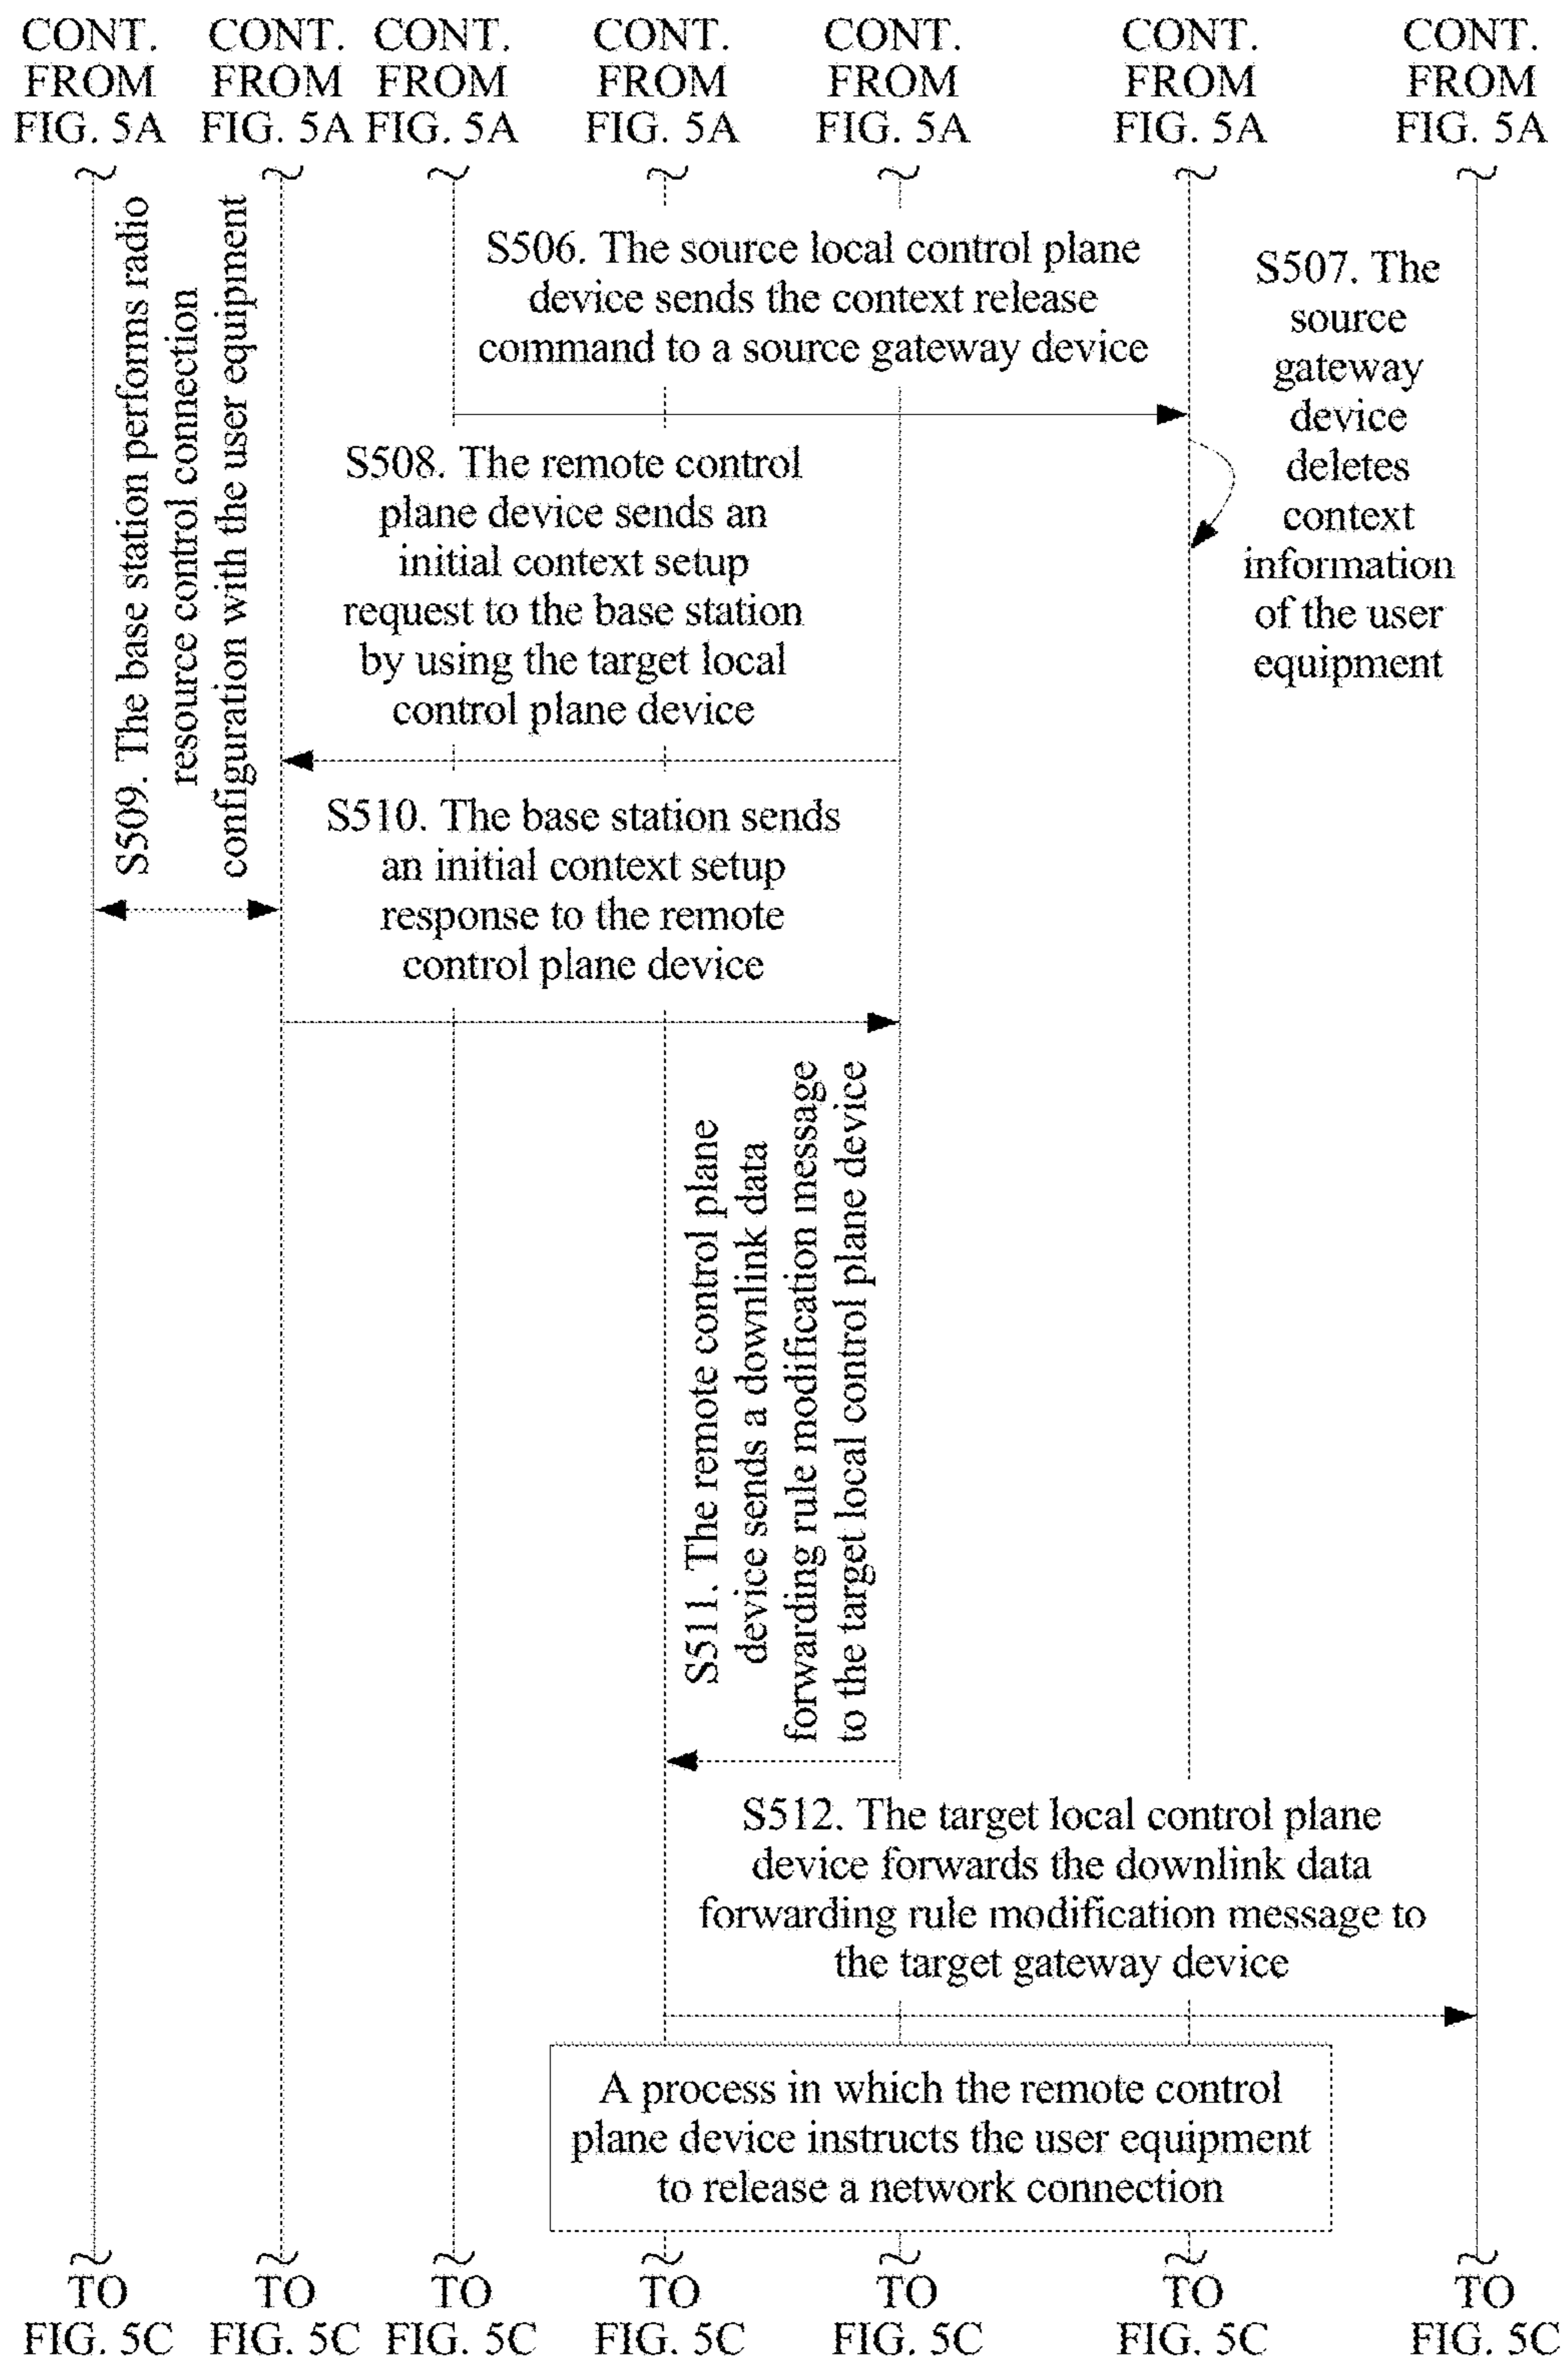 CONT. FROM FIG. 5A
CONT. FROM FIG. 5A
CONT. FROM FIG. 5A
CONT. FROM FIG. 5A
CONT. FROM FIG. 5A
CONT. FROM FIG. 5A
CONT. FROM FIG. 5A
S506. The source local control plane
device sends the context release
command to a source gateway device
S507. The
source
gateway
device
deletes
context
information
of the user
equipment
S508. The remote control
plane device sends an
initial context setup
request to the base station
by using the target local
control plane device
S509. The base station performs radio
resource control connection
configuration with the user equipment
S510. The base station sends
an initial context setup
response to the remote
control plane device
S511. The remote control plane
device sends a downlink data
forwarding rule modification message
to the target local control plane device
S512. The target local control plane
device forwards the downlink data
forwarding rule modification message to
the target gateway device
A process in which the remote control
plane device instructs the user equipment
to release a network connection
TO FIG. 5C
TO FIG. 5C
TO FIG. 5C
TO FIG. 5C
TO FIG. 5C
TO FIG. 5C
TO FIG. 5C